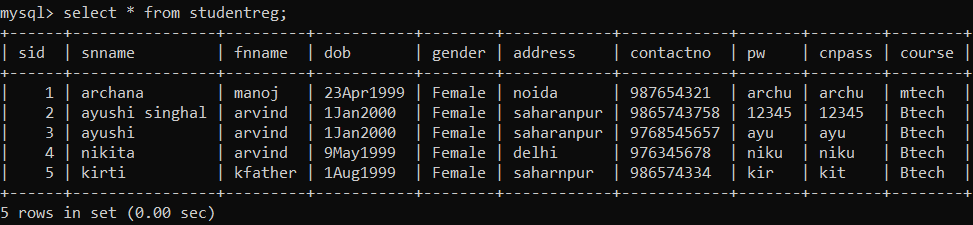 mysql> select * from studentreg;
+------+----------------+---------+-----------+--------+------------+------------+-------+--------+--------+
| sid | snname | fnname | dob | gender | address | contactno | pw | cnpass | course |
+------+----------------+---------+-----------+--------+------------+------------+-------+--------+--------+
| 1 | archana | manoj | 23Apr1999 | Female | noida | 987654321 | archu | archu | mtech |
| 2 | ayushi singhal | arvind | 1Jan2000 | Female | saharanpur | 9865743758 | 12345 | 12345 | Btech |
| 3 | ayushi | arvind | 1Jan2000 | Female | saharanpur | 9768545657 | ayu | ayu | Btech |
| 4 | nikita | arvind | 9May1999 | Female | delhi | 976345678 | niku | niku | Btech |
| 5 | kirti | kfather | 1Aug1999 | Female | saharnpur | 986574334 | kir | kit | Btech |
+------+----------------+---------+-----------+--------+------------+------------+-------+--------+--------+
5 rows in set (0.00 sec)